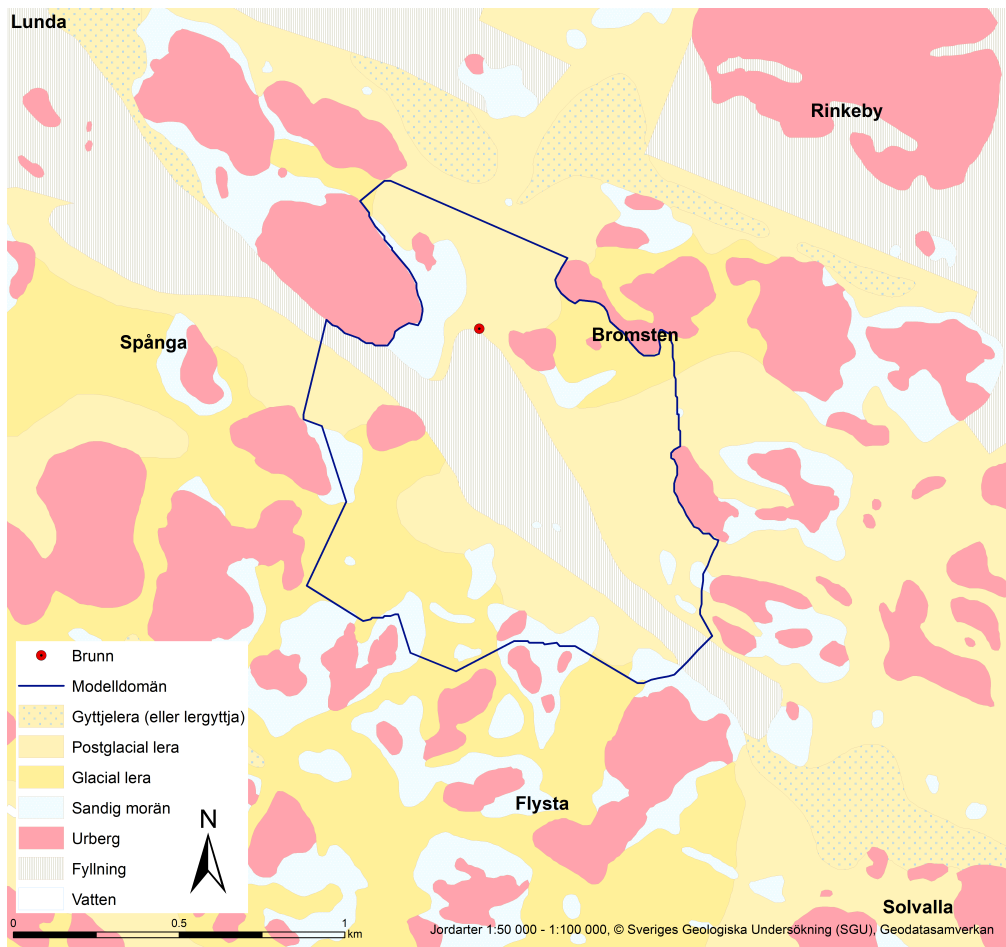 Lunda
Rinkeby
Bromsten
Spånga
Brunn
Modelldomän
Gyttjelera (eller lergyttja)
Postglacial lera
Glacial lera
Sandig morän
Urberg
Fyllning
Vatten
N
Flysta
Solvalla
0 0.5 1
km
Jordarter 1:50 000 - 1:100 000, © Sveriges Geologiska Undersökning (SGU), Geodatasamverkan